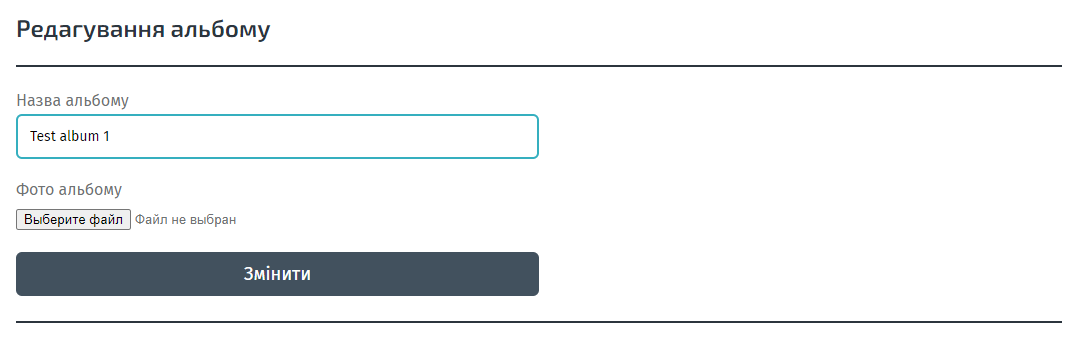 Редагування альбому
Назва альбому
Test album 1
Фото альбому
Выберите файл Файл не выбран
Змінити